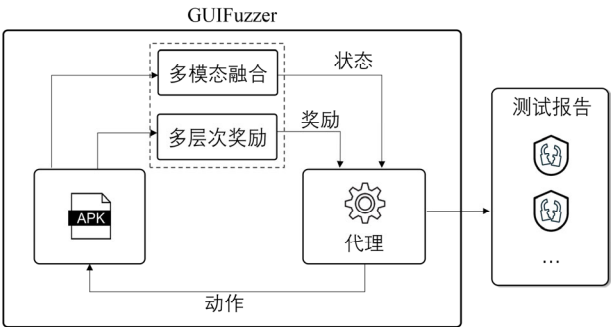 GUIFuzzer
多模态融合
状态
多层次奖励
奖励
APK
代理
动作
测试报告
...